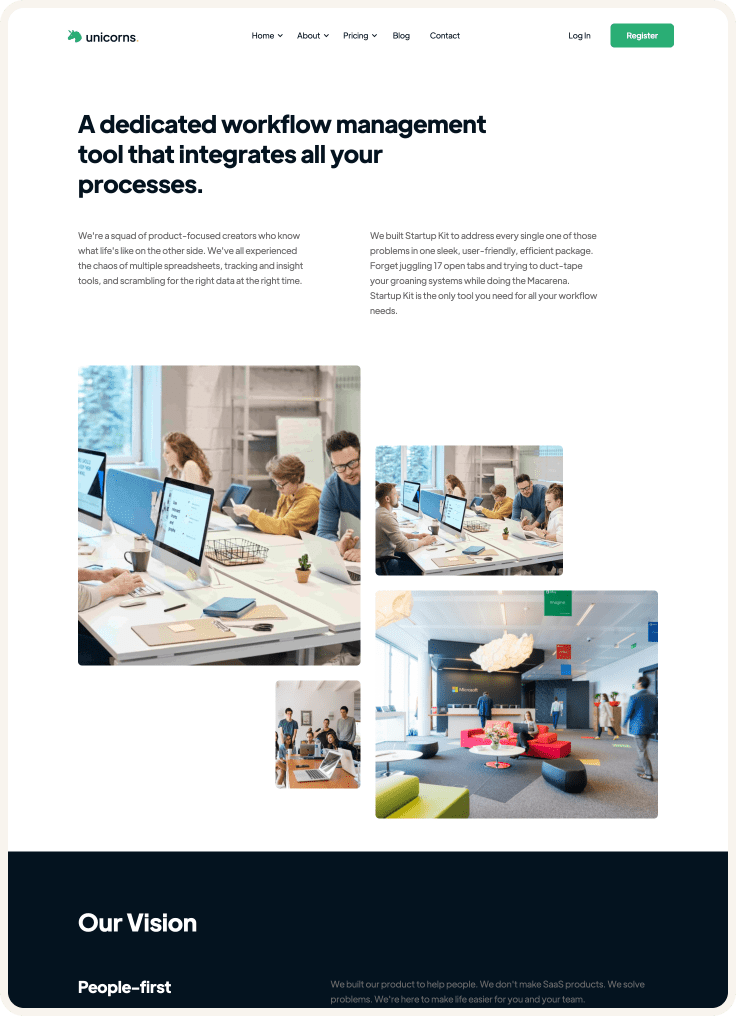 unicorns.
Home About Pricing Blog Contact
Log In
Register
A dedicated workflow management
tool that integrates all your
processes.
We're a squad of product-focused creators who know
what life's like on the other side. We've all experienced
the chaos of multiple spreadsheets, tracking and insight
tools, and scrambling for the right data at the right time.
We built Startup Kit to address every single one of those
problems in one sleek, user-friendly, efficient package.
Forget juggling 17 open tabs and trying to duct-tape
your groaning systems while doing the Macarena.
Startup Kit is the only tool you need for all your workflow
needs.
Imagine
Microsoft
Our Vision
People-first
We built our product to help people. We don't make SaaS products. We solve
problems. We're here to make life easier for you and your team.